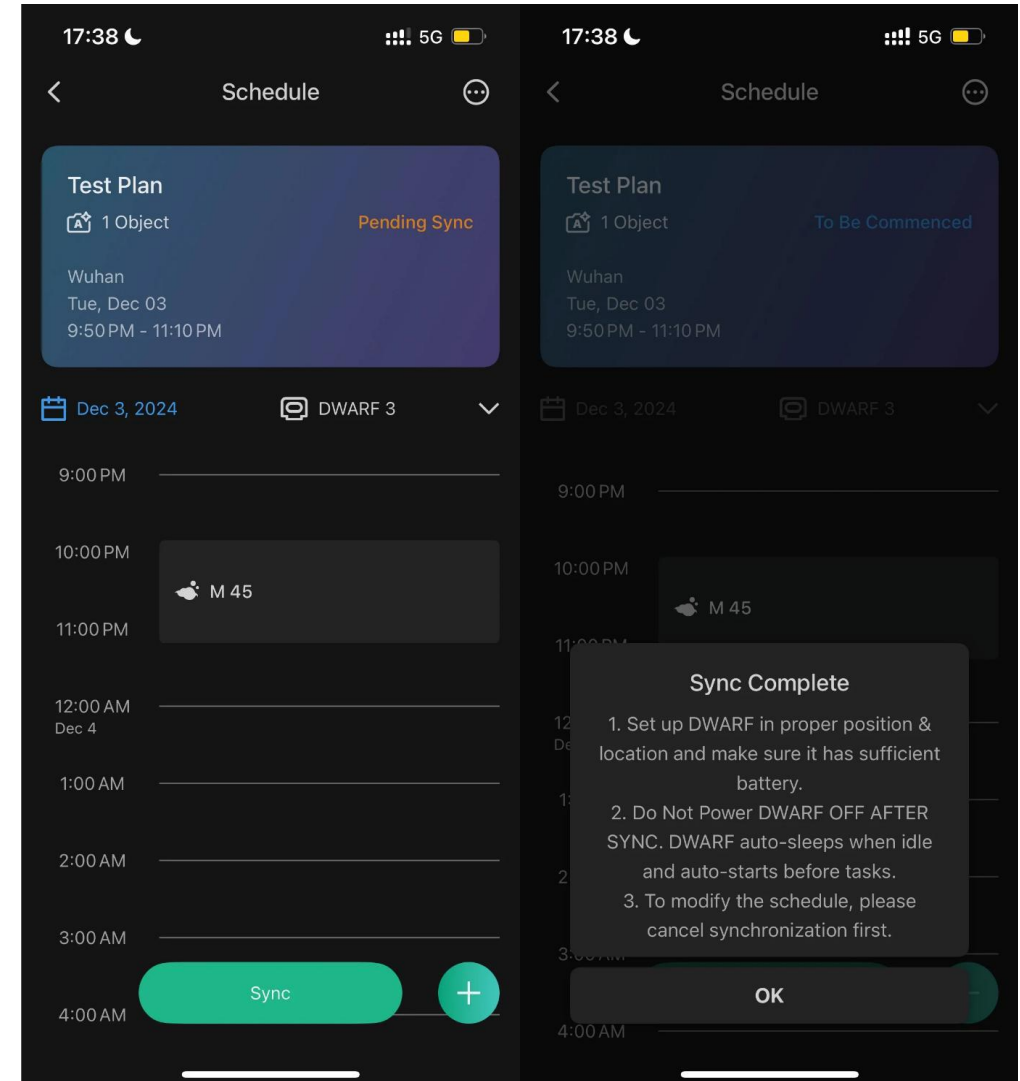 17:38
5G
Schedule
Test Plan
1 Object
Pending Sync
Wuhan
Tue, Dec 03
9:50 PM - 11:10 PM
Dec 3, 2024
DWARF 3
9:00 PM
10:00 PM
M 45
11:00 PM
12:00 AM
Dec 4
1:00 AM
2:00 AM
3:00 AM
Sync
4:00 AM
17:38
5G
Schedule
Test Plan
1 Object
To Be Commenced
Wuhan
Tue, Dec 03
9:50 PM - 11:10 PM
Dec 3, 2024
DWARF 3
9:00 PM
10:00 PM
M 45
Sync Complete
1. Set up DWARF in proper position &
location and make sure it has sufficient
battery.
2. Do Not Power DWARF OFF AFTER
SYNC. DWARF auto-sleeps when idle
and auto-starts before tasks.
3. To modify the schedule, please
cancel synchronization first.
OK
4:00 AM